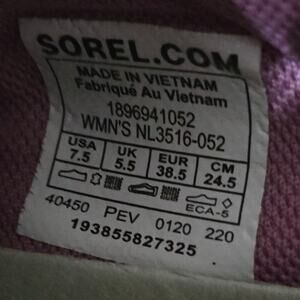 SOREL.COM
MADE IN VIETNAM
Fabriqué Au Vietnam
1896941052
WMN'S NL3516-052
USA UK EUR CM
7.5 5.5 38.5 24.5
ECA-5
40450 PEV 0120 220
193855827325